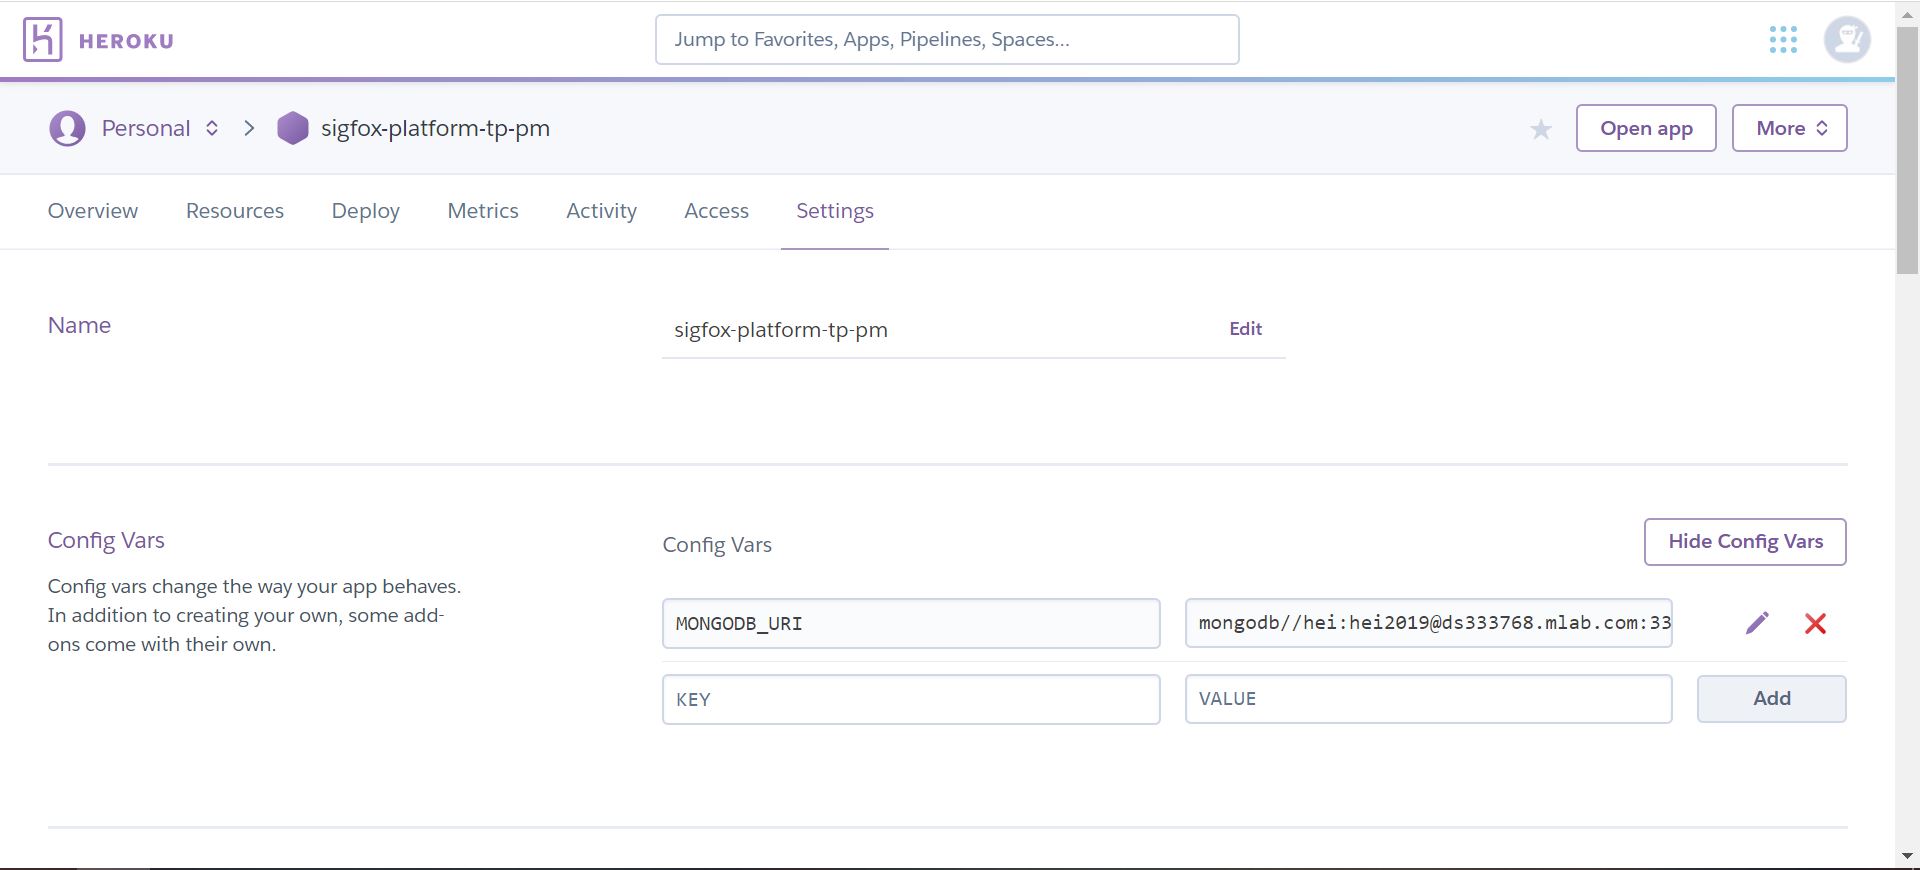 HEROKU
Jump to Favorites, Apps, Pipelines, Spaces...
Personal
sigfox-platform-tp-pm
Open app
More
Overview
Resources
Deploy
Metrics
Activity
Access
Settings
Name
sigfox-platform-tp-pm
Edit
Config Vars
Config vars change the way your app behaves.
In addition to creating your own, some add-
ons come with their own.
Config Vars
Hide Config Vars
MONGODB_URI
mongodb//hei:hei2019@ds333768.mlab.com:33
KEY
VALUE
Add